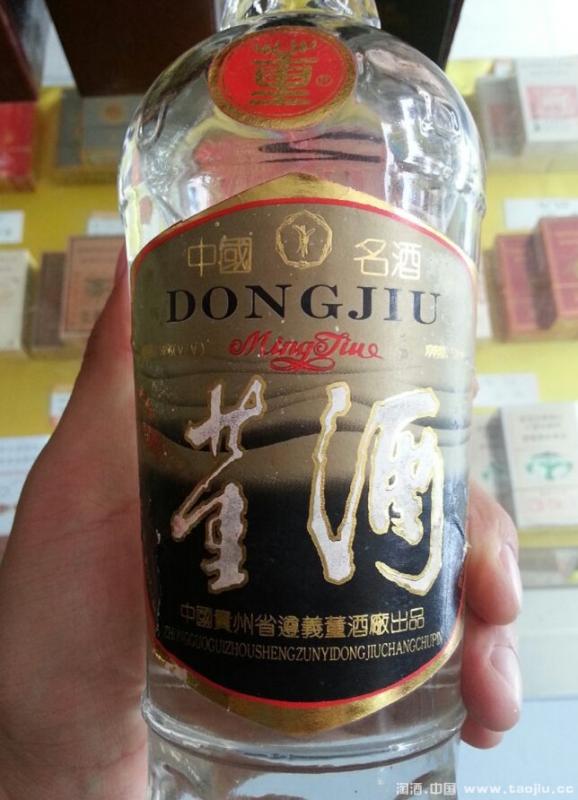 董
®
中國 名酒
DONGJIU
MingJiu
董酒
中國貴州省遵義董酒廠出品
ZHONGGUOGUIZHOUSHENGZUNYIDONGJIUCHANGCHUPIN
淘酒.中国 www.taojiu.cc